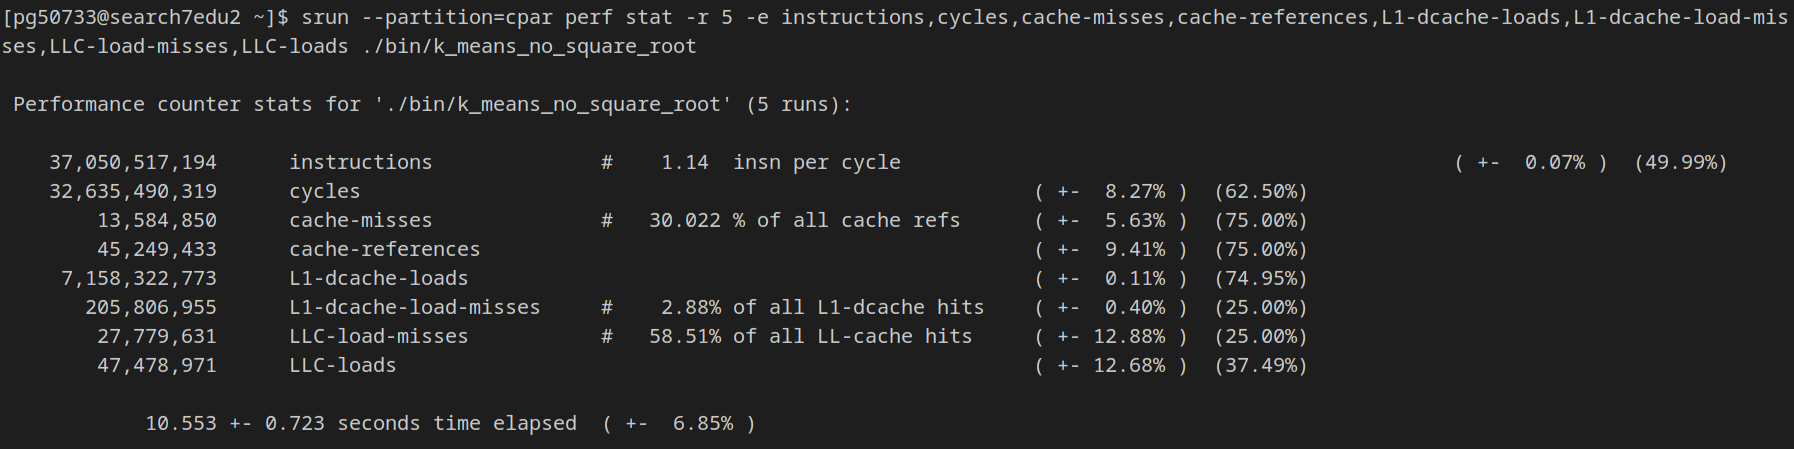 [pg50733@search7edu2 ~]$ srun --partition=cpar perf stat -r 5 -e instructions,cycles,cache-misses,cache-references,L1-dcache-loads,L1-dcache-load-mis
ses,LLC-load-misses,LLC-loads ./bin/k_means_no_square_root
Performance counter stats for './bin/k_means_no_square_root' (5 runs):
37,050,517,194 instructions # 1.14 insn per cycle ( +- 0.07% ) (49.99%)
32,635,490,319 cycles ( +- 8.27% ) (62.50%)
13,584,850 cache-misses # 30.022 % of all cache refs ( +- 5.63% ) (75.00%)
45,249,433 cache-references ( +- 9.41% ) (75.00%)
7,158,322,773 L1-dcache-loads ( +- 0.11% ) (74.95%)
205,806,955 L1-dcache-load-misses # 2.88% of all L1-dcache hits ( +- 0.40% ) (25.00%)
27,779,631 LLC-load-misses # 58.51% of all LL-cache hits ( +- 12.88% ) (25.00%)
47,478,971 LLC-loads ( +- 12.68% ) (37.49%)
10.553 +- 0.723 seconds time elapsed ( +- 6.85% )